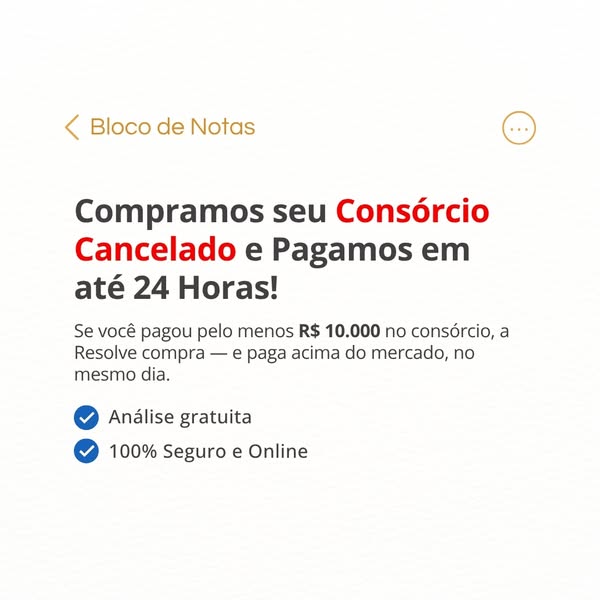 Bloco de Notas
Compramos seu Consórcio
Cancelado e Pagamos em
até 24 Horas!
Se você pagou pelo menos R$ 10.000 no consórcio, a
Resolve compra — e paga acima do mercado, no
mesmo dia.
Análise gratuita
100% Seguro e Online